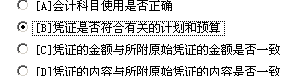 [A]会计科目使用是否正确
[B]凭证是否符合有关的计划和预算
[C]凭证的金额与所附原始凭证的金额是否一致
[D]凭证的内容与所附原始凭证的内容是否一致